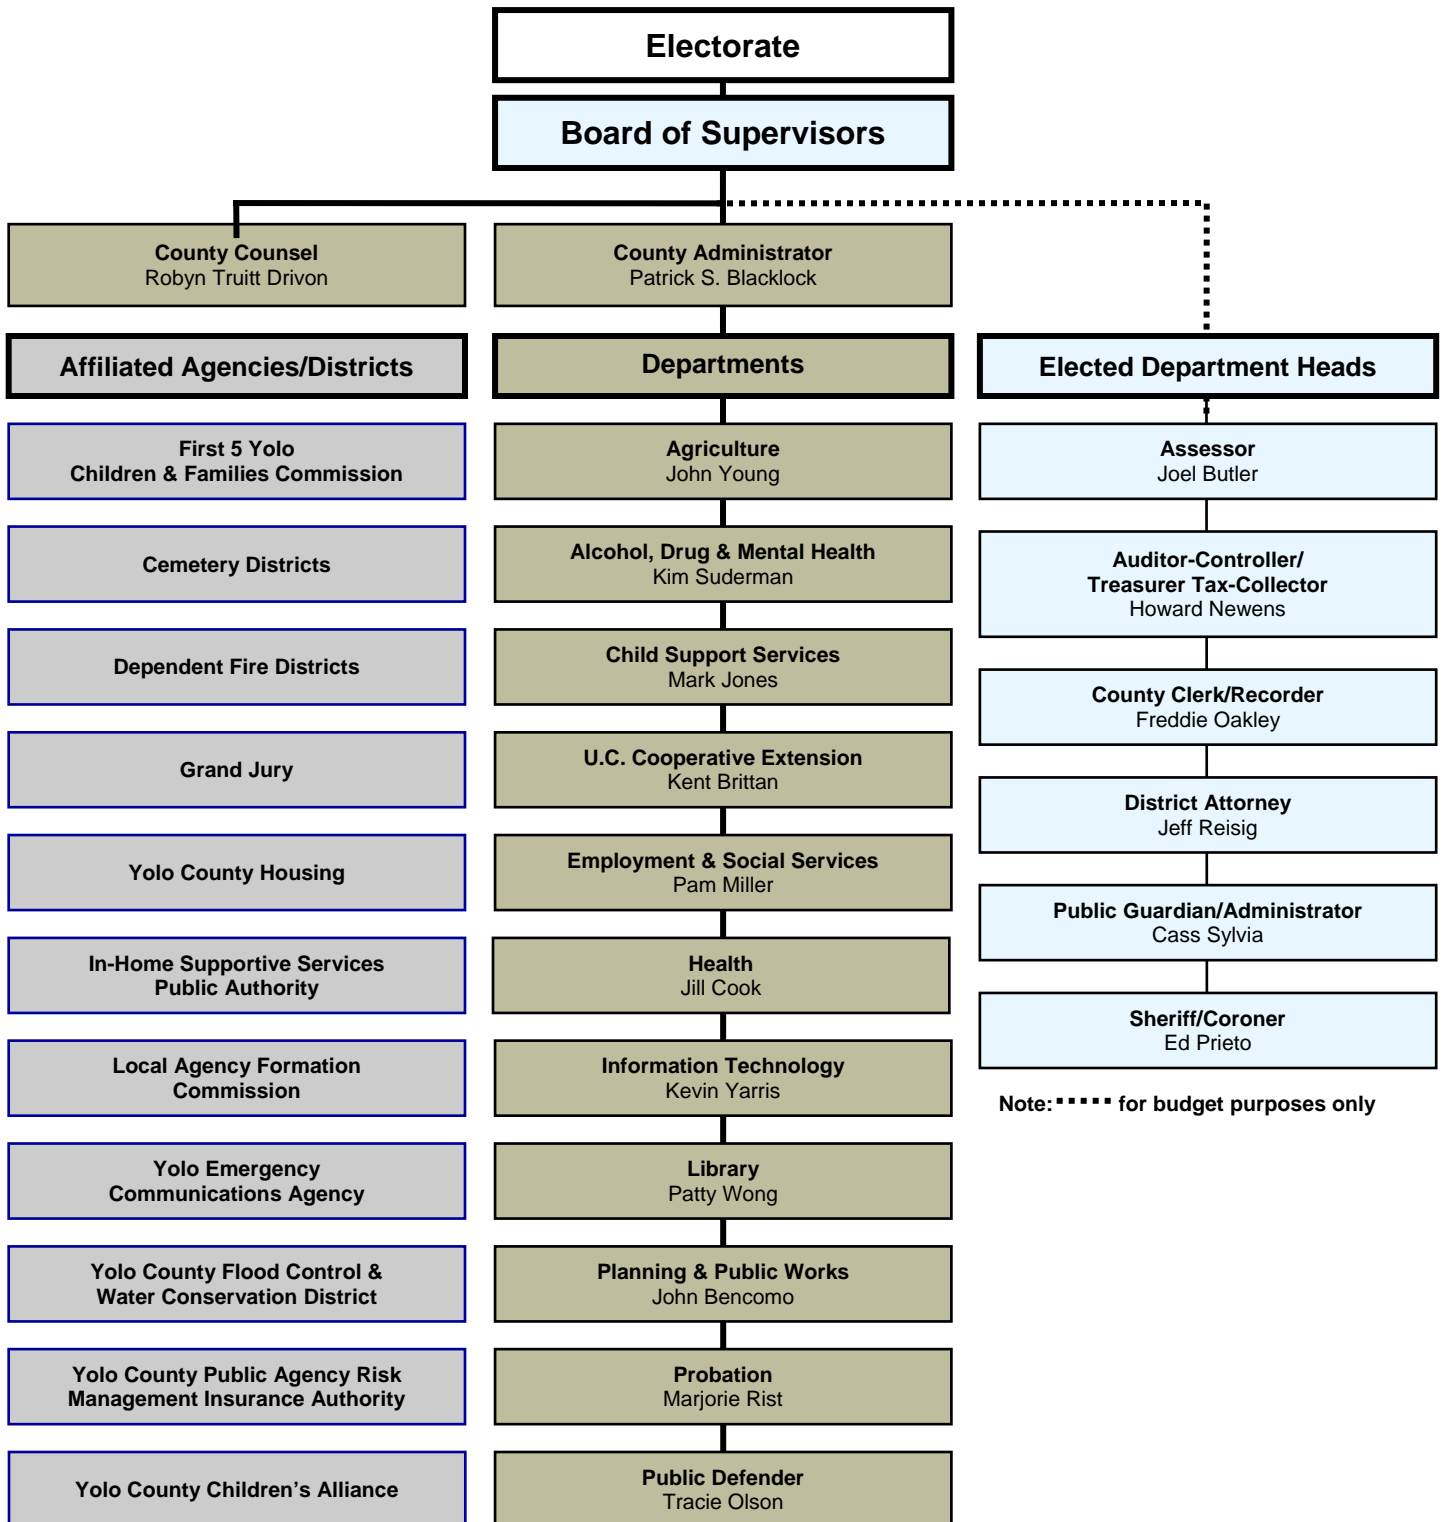 Electorate
Board of Supervisors
County Counsel
Robyn Truitt Drivon
County Administrator
Patrick S. Blacklock
Affiliated Agencies/Districts
First 5 Yolo
Children & Families Commission
Cemetery Districts
Dependent Fire Districts
Grand Jury
Yolo County Housing
In-Home Supportive Services
Public Authority
Local Agency Formation
Commission
Yolo Emergency
Communications Agency
Yolo County Flood Control &
Water Conservation District
Yolo County Public Agency Risk
Management Insurance Authority
Yolo County Children’s Alliance
Departments
Agriculture
John Young
Alcohol, Drug & Mental Health
Kim Suderman
Child Support Services
Mark Jones
U.C. Cooperative Extension
Kent Brittan
Employment & Social Services
Pam Miller
Health
Jill Cook
Information Technology
Kevin Yarris
Library
Patty Wong
Planning & Public Works
John Bencomo
Probation
Marjorie Rist
Public Defender
Tracie Olson
Elected Department Heads
Assessor
Joel Butler
Auditor-Controller/
Treasurer Tax-Collector
Howard Newens
County Clerk/Recorder
Freddie Oakley
District Attorney
Jeff Reisig
Public Guardian/Administrator
Cass Sylvia
Sheriff/Coroner
Ed Prieto
Note: for budget purposes only